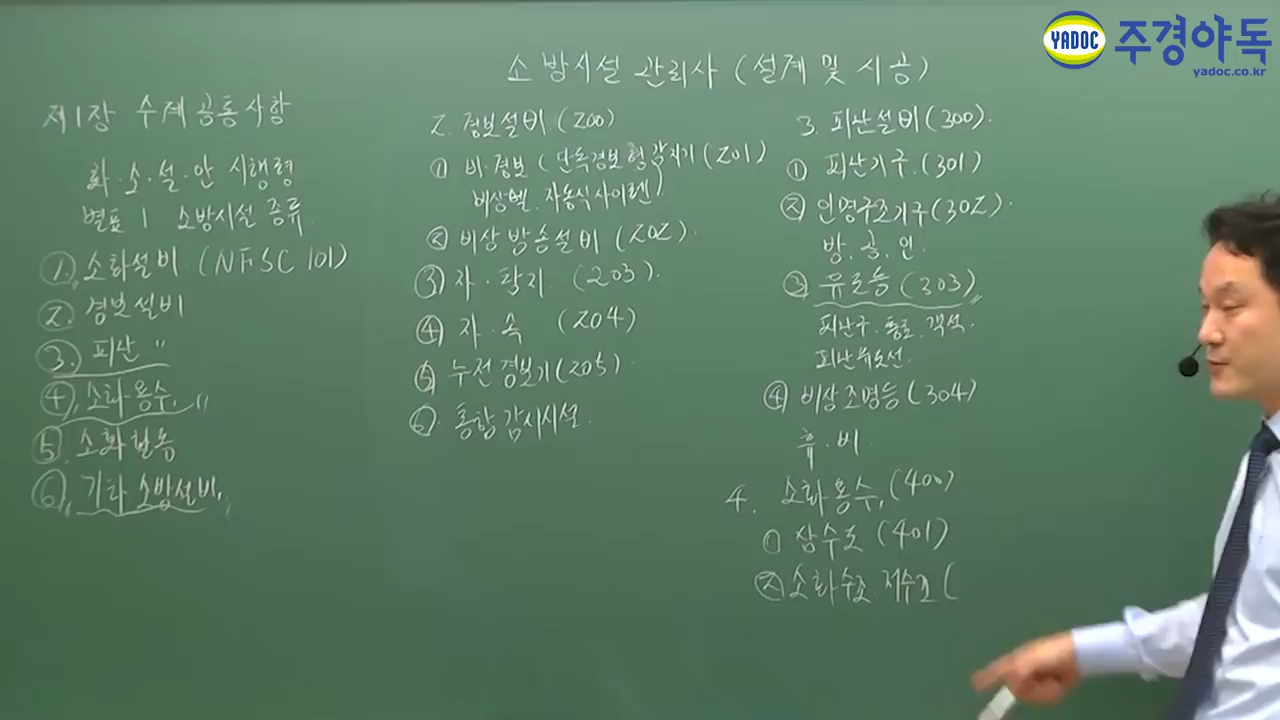 YADOC 주경야독
yadoc.co.kr
소방시설 관리사 (설계 및 시공)
제1장 수계 공통사항
화·소·설·안 시행령
별표 1 소방시설 종류
① 소화설비 (NFSC 101)
② 경보설비
③ 피난 〃
④ 소화용수 〃
⑤ 소화활동
⑥ 기타 소방설비
2. 경보설비 (200)
① 비·경보 (단독경보형감지기 (201)
비상벨. 자동식사이렌)
② 비상방송설비 (202).
③ 자·탐지 (203).
④ 자·속 (204)
⑤ 누전경보기 (205).
⑥ 통합감시시설.
3. 피난설비 (300).
① 피난기구. (301)
② 인명구조기구 (302).
방. 공. 인.
③ 유도등 (303)
피난구. 통로. 객석.
피난유도선.
④ 비상조명등 (304)
휴·비
4. 소화용수. (400)
① 상수도 (401)
② 소화수조. 저수조 (